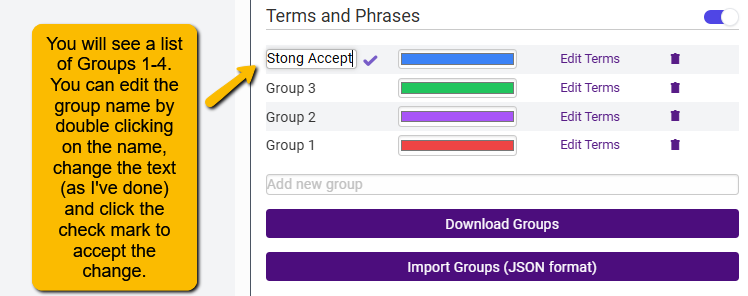 You will see a list
of Groups 1-4.
You can edit the
group name by
double clicking
on the name,
change the text
(as I've done)
and click the
check mark to
accept the
change.
Terms and Phrases
Stong Accept Edit Terms
Group 3 Edit Terms
Group 2 Edit Terms
Group 1 Edit Terms
Add new group
Download Groups
Import Groups (JSON format)